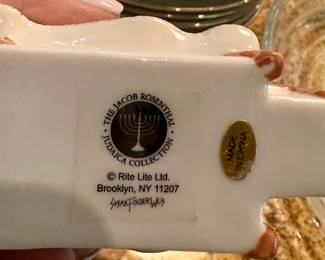 THE JACOB ROSENTHAL
JUDAICA COLLECTION
© Rite Lite Ltd.
Brooklyn, NY 11207
MADE
IN CHINA